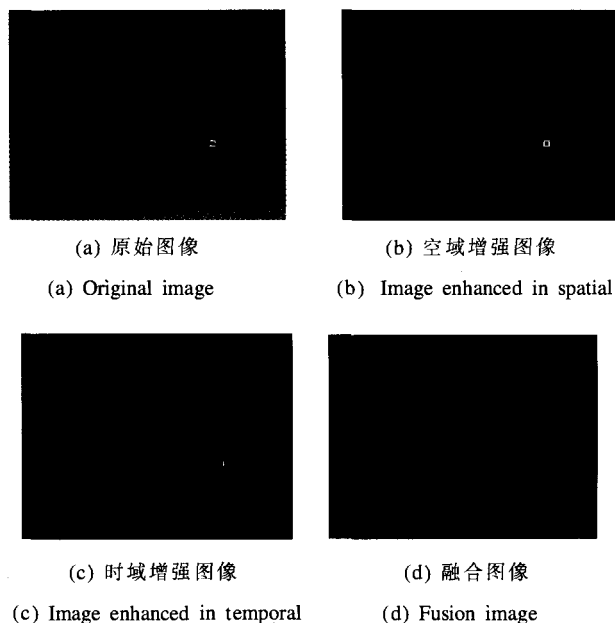 (a) 原始图像
(a) Original image
(b) 空域增强图像
(b) Image enhanced in spatial
(c) 时域增强图像
(c) Image enhanced in temporal
(d) 融合图像
(d) Fusion image